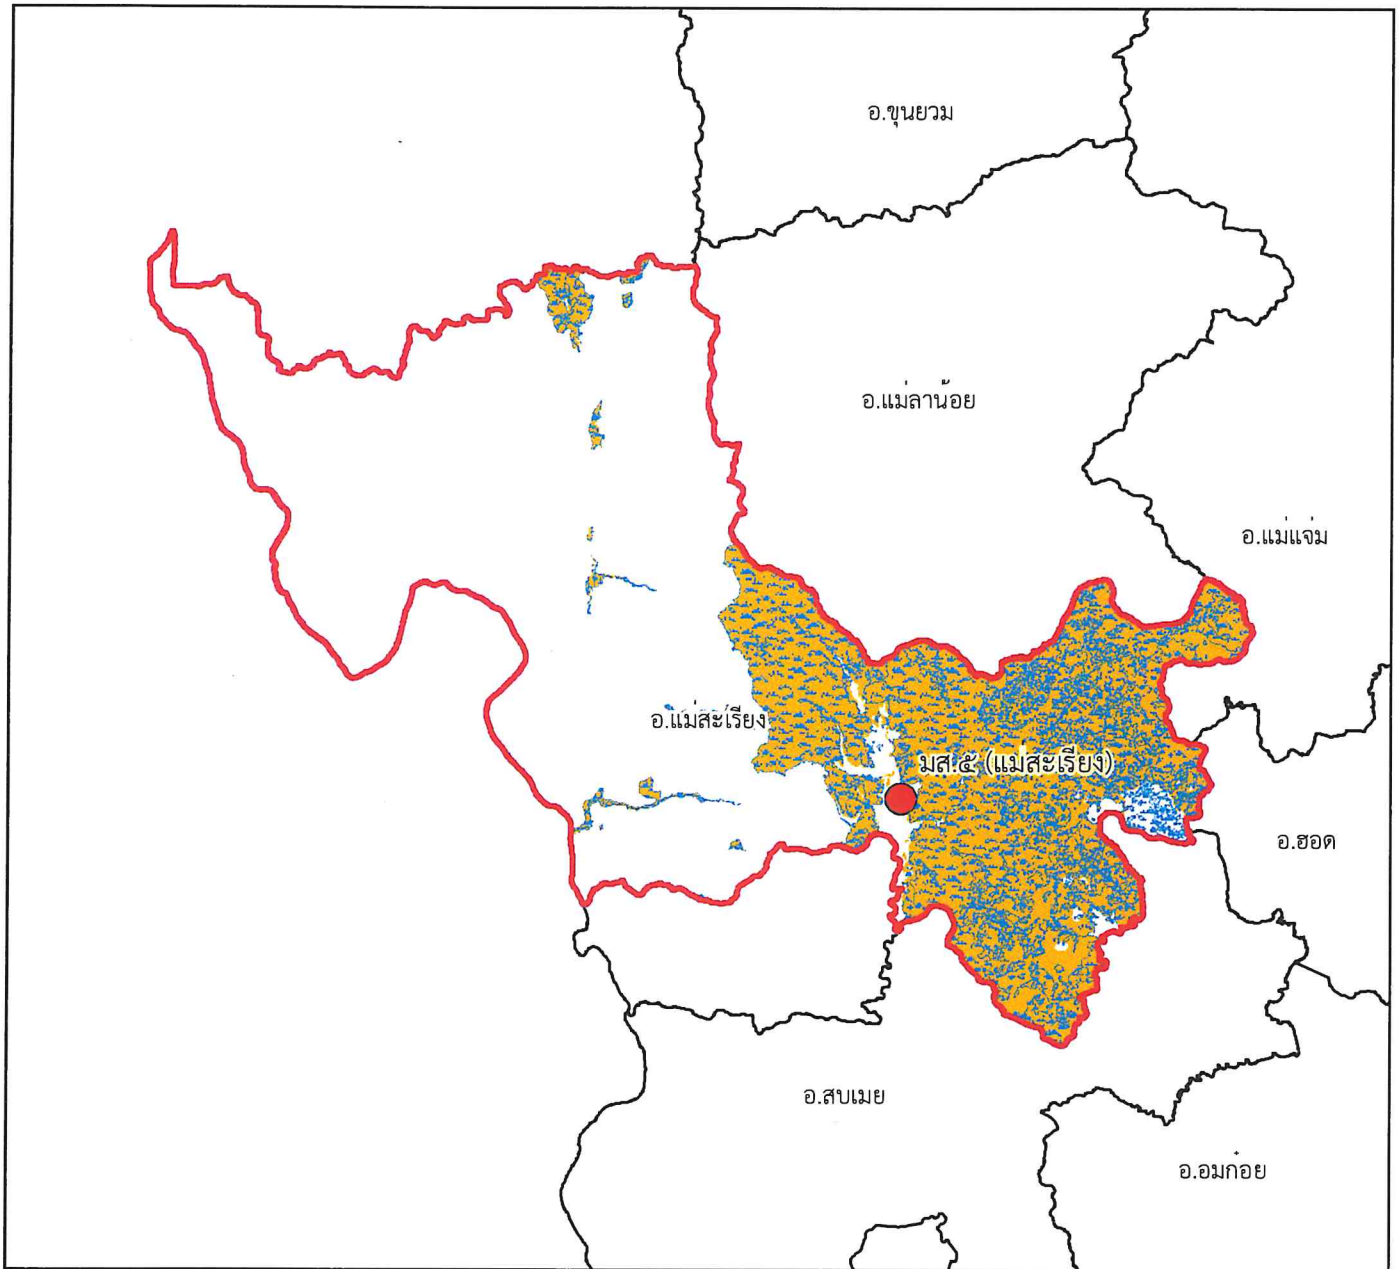 อ.ขุนยวม
อ.แม่ลาน้อย
อ.แม่แจ่ม
อ.แม่สะเรียง
มส.๕ (แม่สะเรียง)
อ.ฮอด
อ.สบเมย
อ.อมก๋อย